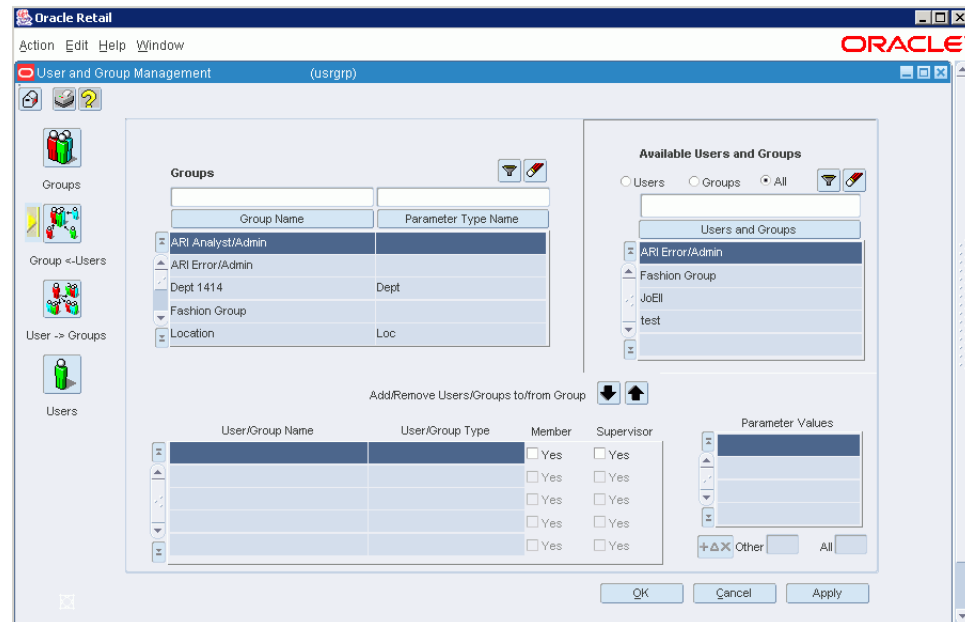 Oracle Retail
Action Edit Help Window
ORACLE
User and Group Management (usrgrp)
Groups
Group <-Users
User -> Groups
Users
Groups
Group Name Parameter Type Name
ARI Analyst/Admin
ARI Error/Admin
Dept 1414 Dept
Fashion Group
Location Loc
Available Users and Groups
Users Groups All
Users and Groups
ARI Error/Admin
Fashion Group
JoEll
test
Add/Remove Users/Groups to/from Group
User/Group Name User/Group Type Member Supervisor
Yes Yes
Yes Yes
Yes Yes
Yes Yes
Yes Yes
Parameter Values
Other All
OK Cancel Apply